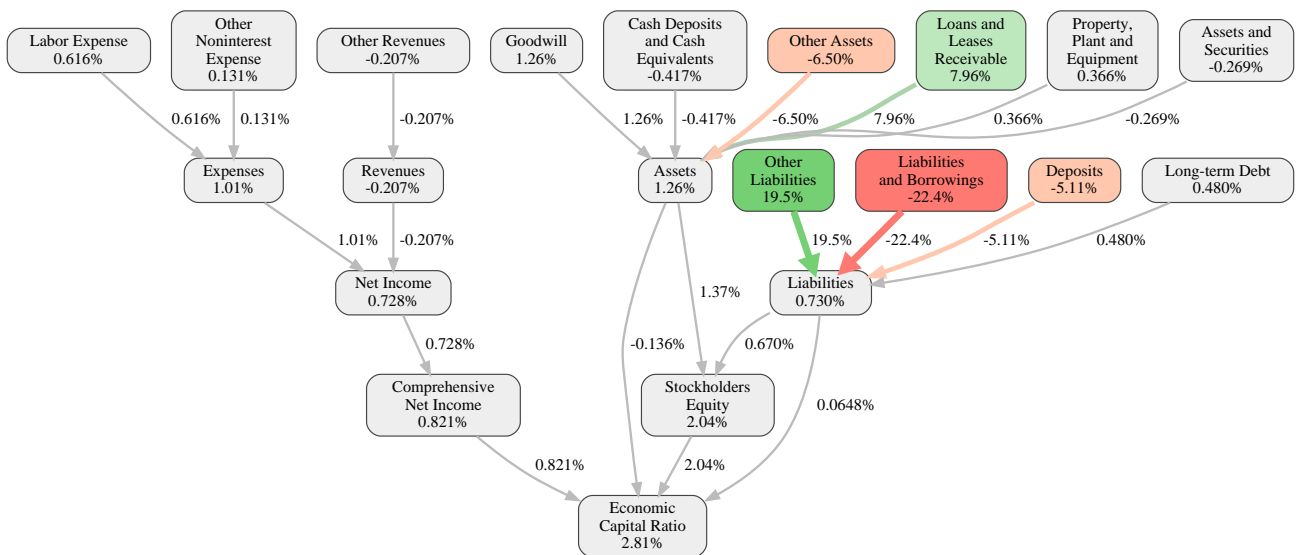 Labor Expense
0.616%
Other
Noninterest
Expense
0.131%
Other Revenues
-0.207%
Goodwill
1.26%
Cash Deposits
and Cash
Equivalents
-0.417%
Other Assets
-6.50%
Loans and
Leases
Receivable
7.96%
Property,
Plant and
Equipment
0.366%
Assets and
Securities
-0.269%
0.616%
0.131%
-0.207%
1.26%
-0.417%
-6.50%
7.96%
0.366%
-0.269%
Expenses
1.01%
Revenues
-0.207%
Assets
1.26%
Other
Liabilities
19.5%
Liabilities
and Borrowings
-22.4%
Deposits
-5.11%
Long-term Debt
0.480%
1.01%
-0.207%
19.5%
-22.4%
-5.11%
0.480%
Net Income
0.728%
1.37%
Liabilities
0.730%
0.728%
-0.136%
0.670%
Comprehensive
Net Income
0.821%
Stockholders
Equity
2.04%
0.0648%
0.821%
2.04%
Economic
Capital Ratio
2.81%